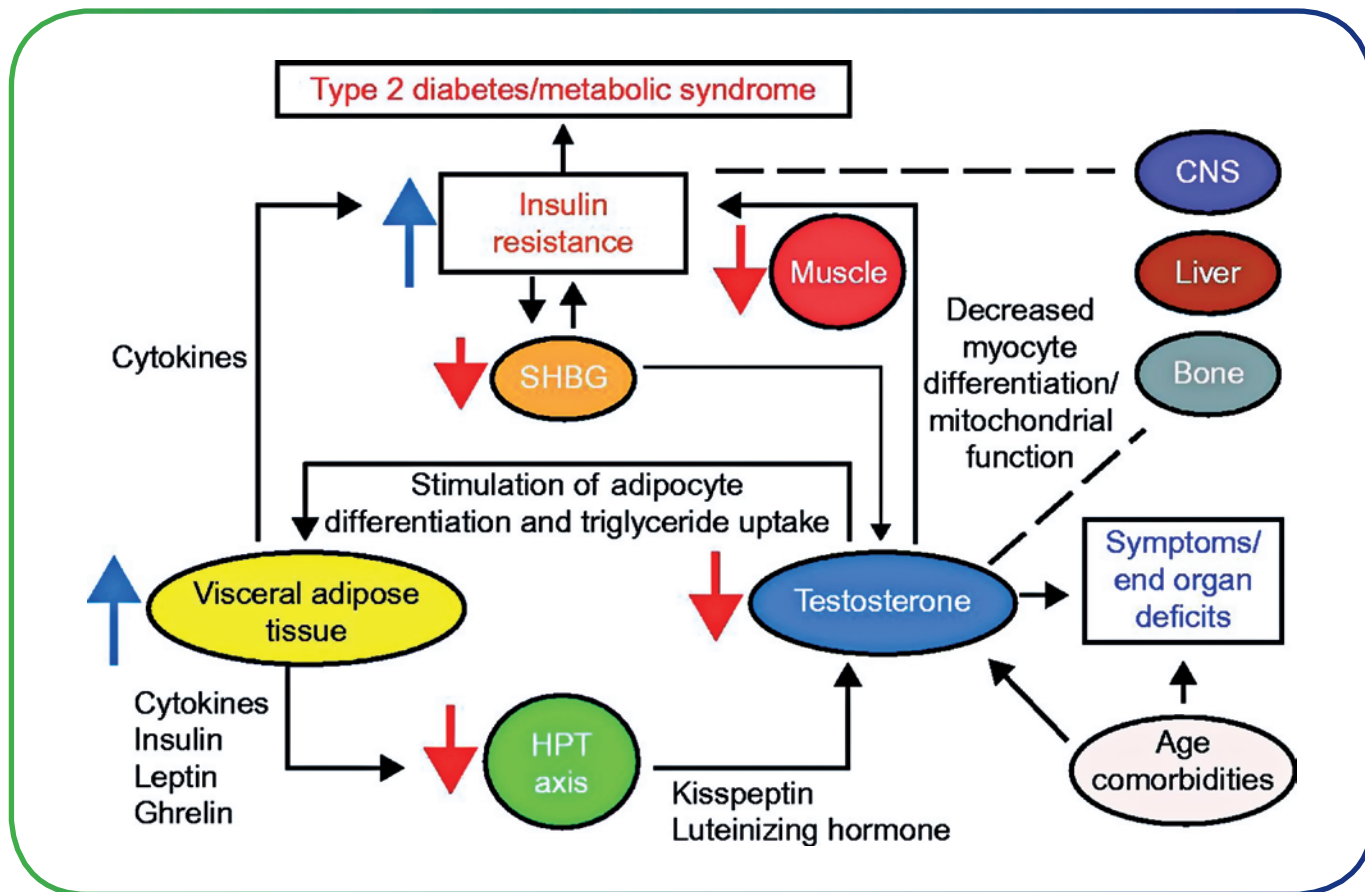 Type 2 diabetes/metabolic syndrome
CNS
Insulin
resistance
Muscle
Liver
Cytokines
SHBG
Decreased
myocyte
differentiation/
mitochondrial
function
Bone
Stimulation of adipocyte
differentiation and triglyceride uptake
Visceral adipose
tissue
Testosterone
Symptoms/
end organ
deficits
Cytokines
Insulin
Leptin
Ghrelin
HPT
axis
Kisspeptin
Luteinizing hormone
Age
comorbidities